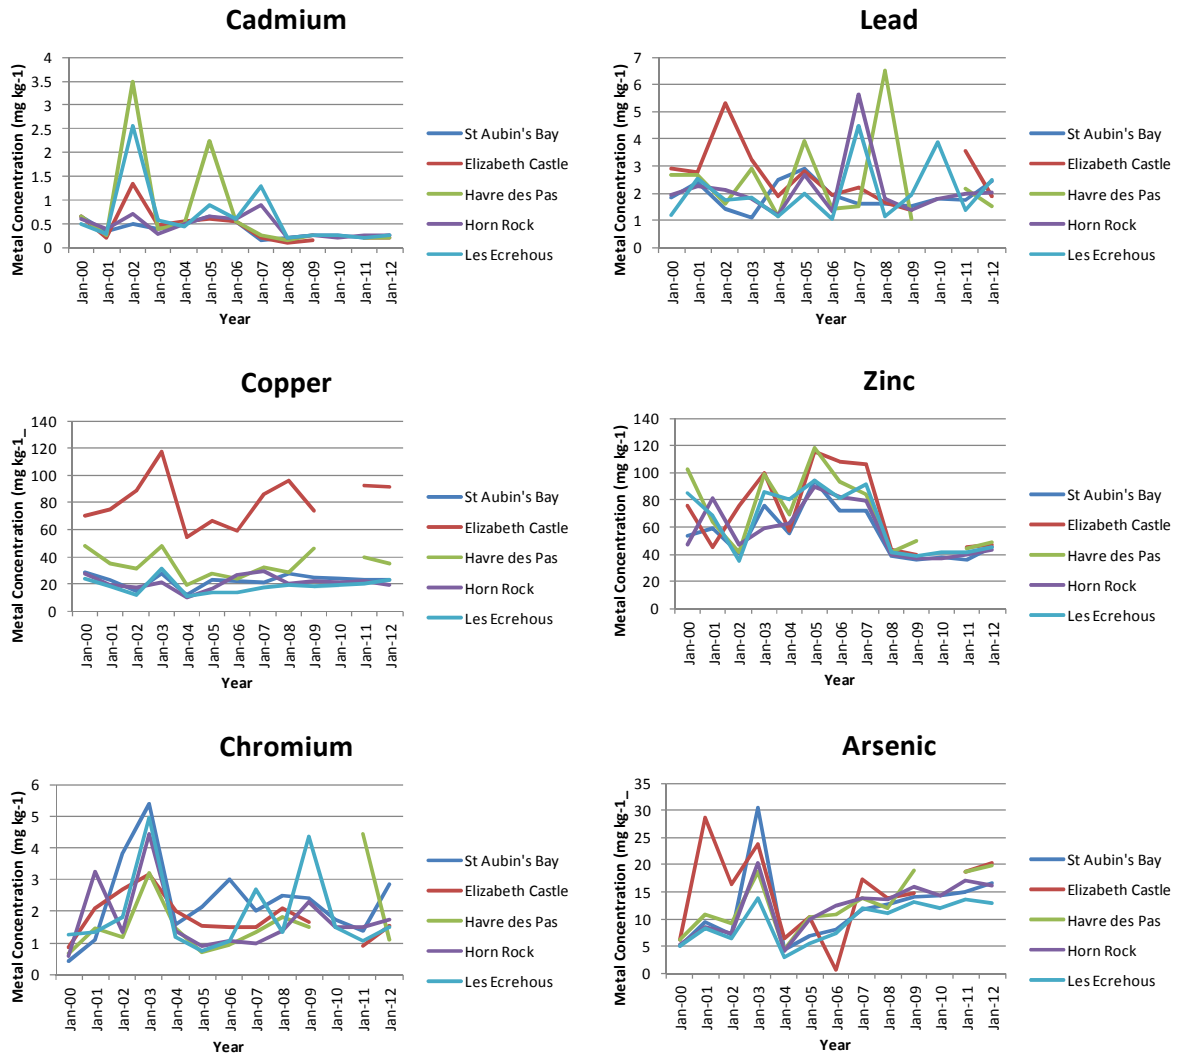 Cadmium
Metal Concentration (mg kg-1)
4
3.5
3
2.5
2
1.5
1
0.5
0
Jan-00
Jan-01
Jan-02
Jan-03
Jan-04
Jan-05
Jan-06
Jan-07
Jan-08
Jan-09
Jan-10
Jan-11
Jan-12
Year
St Aubin's Bay
Elizabeth Castle
Havre des Pas
Horn Rock
Les Ecrehous
Lead
Metal Concentration (mg kg-1)
7
6
5
4
3
2
1
0
Jan-00
Jan-01
Jan-02
Jan-03
Jan-04
Jan-05
Jan-06
Jan-07
Jan-08
Jan-09
Jan-10
Jan-11
Jan-12
Year
St Aubin's Bay
Elizabeth Castle
Havre des Pas
Horn Rock
Les Ecrehous
Copper
Metal Concentration (mg kg-1_
140
120
100
80
60
40
20
0
Jan-00
Jan-01
Jan-02
Jan-03
Jan-04
Jan-05
Jan-06
Jan-07
Jan-08
Jan-09
Jan-10
Jan-11
Jan-12
Year
St Aubin's Bay
Elizabeth Castle
Havre des Pas
Horn Rock
Les Ecrehous
Zinc
Metal Concentration (mg kg-1)
140
120
100
80
60
40
20
0
Jan-00
Jan-01
Jan-02
Jan-03
Jan-04
Jan-05
Jan-06
Jan-07
Jan-08
Jan-09
Jan-10
Jan-11
Jan-12
Year
St Aubin's Bay
Elizabeth Castle
Havre des Pas
Horn Rock
Les Ecrehous
Chromium
Metal Concentration (mg kg-1)
6
5
4
3
2
1
0
Jan-00
Jan-01
Jan-02
Jan-03
Jan-04
Jan-05
Jan-06
Jan-07
Jan-08
Jan-09
Jan-10
Jan-11
Jan-12
Year
St Aubin's Bay
Elizabeth Castle
Havre des Pas
Horn Rock
Les Ecrehous
Arsenic
Metal Concentration (mg kg-1_
35
30
25
20
15
10
5
0
Jan-00
Jan-01
Jan-02
Jan-03
Jan-04
Jan-05
Jan-06
Jan-07
Jan-08
Jan-09
Jan-10
Jan-11
Jan-12
Year
St Aubin's Bay
Elizabeth Castle
Havre des Pas
Horn Rock
Les Ecrehous